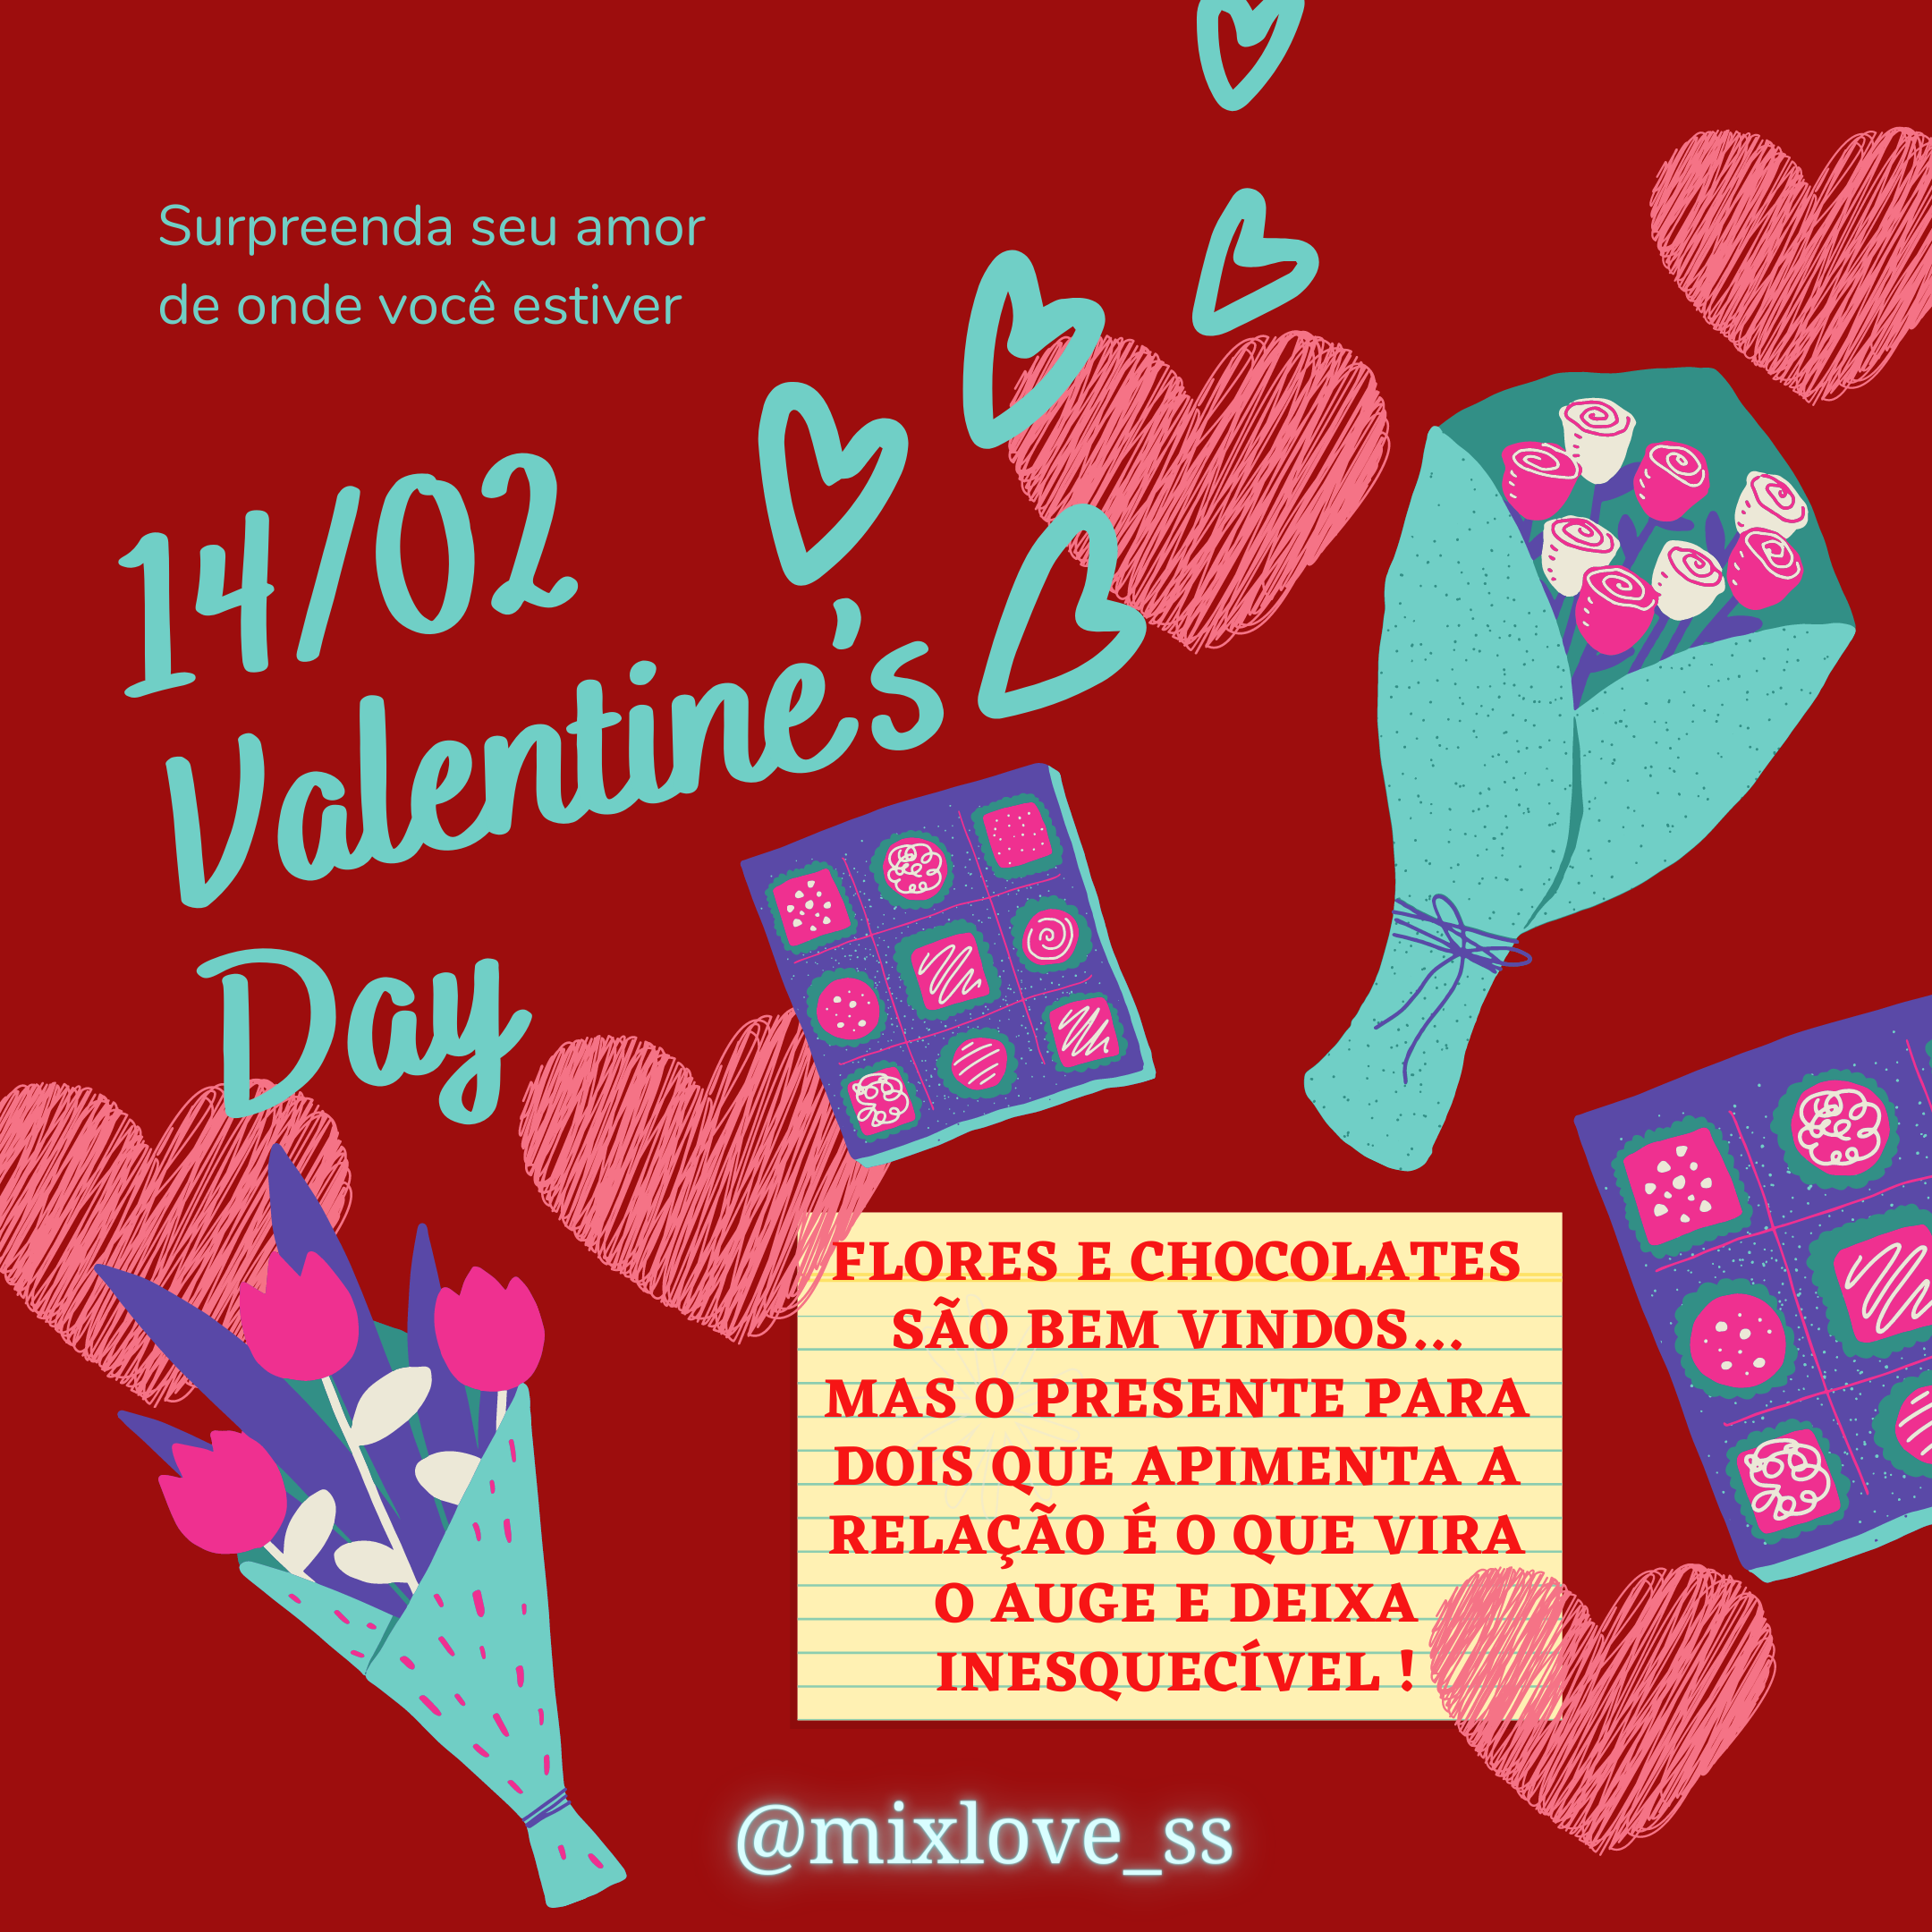 Surpreenda seu amor
de onde você estiver
14/02
Valentine's
Day
FLORES E CHOCOLATES
SÃO BEM VINDOS...
MAS O PRESENTE PARA
DOIS QUE APIMENTA A
RELAÇÃO É O QUE VIRA
O AUGE E DEIXA
INESQUECÍVEL !
@mixlove_ss